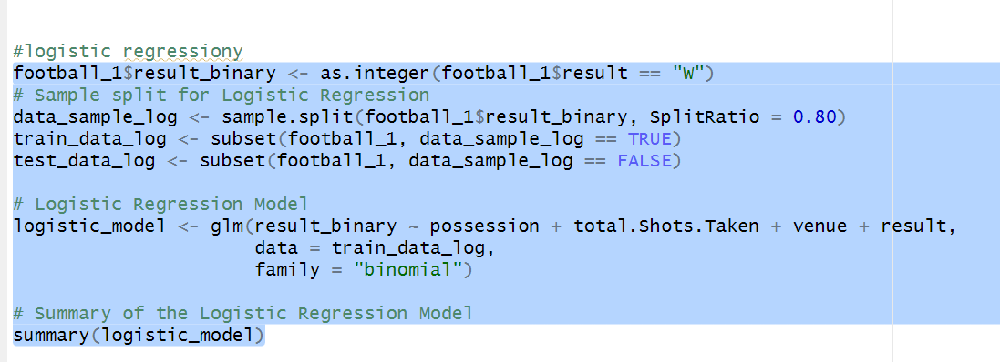 #logistic regressiony
football_1$result_binary <- as.integer(football_1$result == "W")
# Sample split for Logistic Regression
data_sample_log <- sample.split(football_1$result_binary, SplitRatio = 0.80)
train_data_log <- subset(football_1, data_sample_log == TRUE)
test_data_log <- subset(football_1, data_sample_log == FALSE)
# Logistic Regression Model
logistic_model <- glm(result_binary ~ possession + total.Shots.Taken + venue + result,
data = train_data_log,
family = "binomial")
# Summary of the Logistic Regression Model
summary(logistic_model)